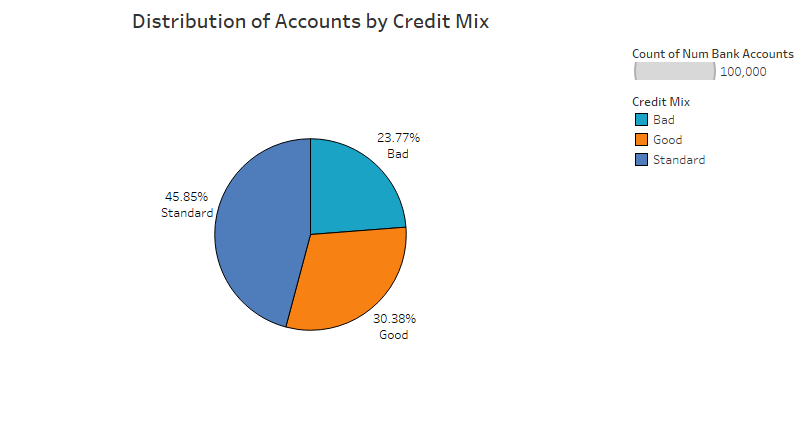 Distribution of Accounts by Credit Mix
Count of Num Bank Accounts
100,000
Credit Mix
Bad
Good
Standard
23.77%
Bad
45.85%
Standard
30.38%
Good